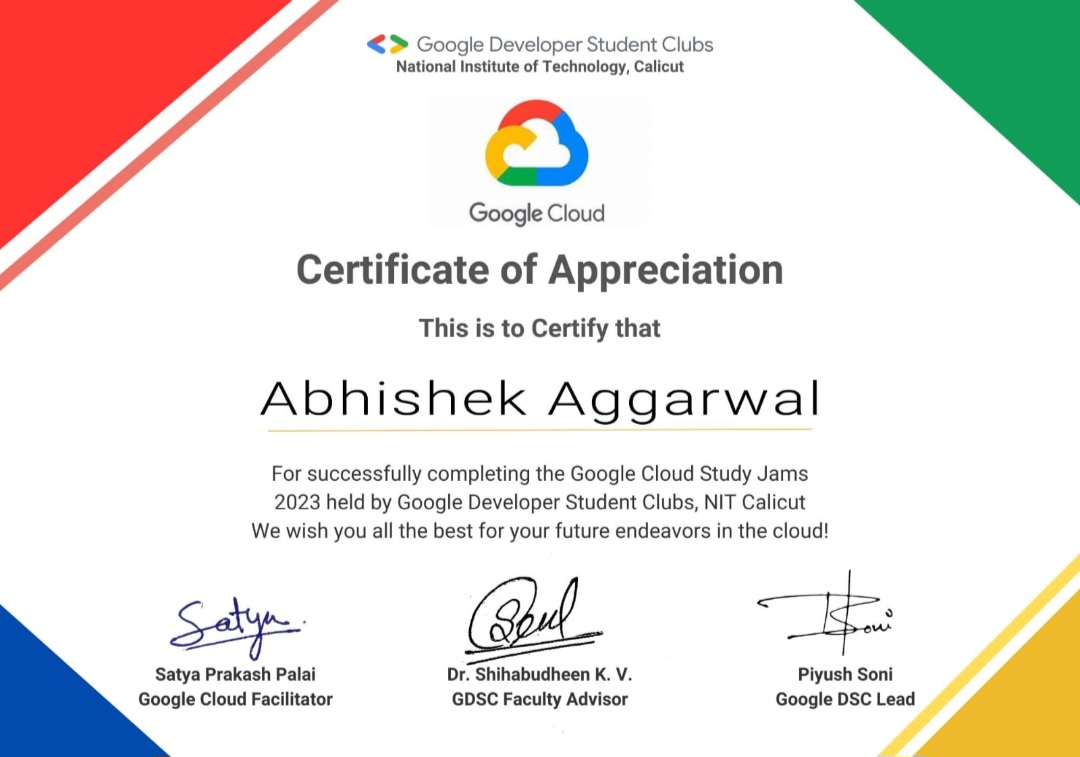 Google Developer Student Clubs
National Institute of Technology, Calicut
Google Cloud
Certificate of Appreciation
This is to Certify that
Abhishek Aggarwal
For successfully completing the Google Cloud Study Jams
2023 held by Google Developer Student Clubs, NIT Calicut
We wish you all the best for your future endeavors in the cloud!
Satya
Soni
Satya Prakash Palai
Dr. Shihabudheen K. V.
Piyush Soni
Google Cloud Facilitator
GDSC Faculty Advisor
Google DSC Lead